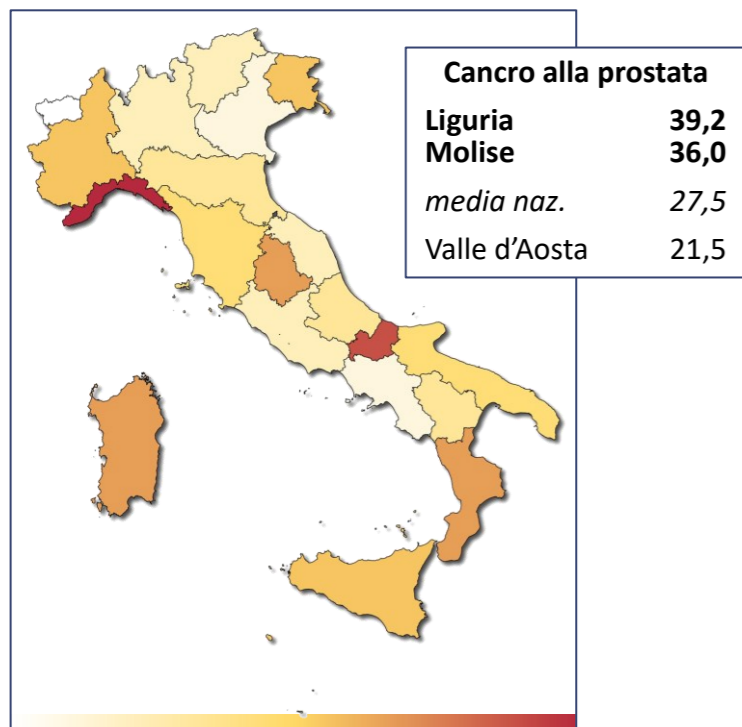 Cancro alla prostata
Liguria 39,2
Molise 36,0
media naz. 27,5
Valle d'Aosta 21,5